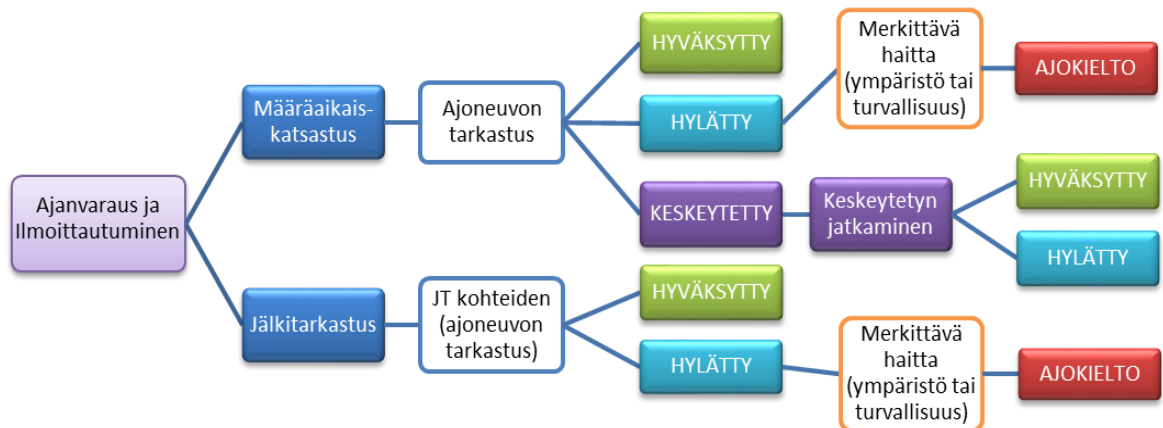 Ajanvaraus ja
Ilmoittautuminen
Määräaikais-
katsastus
Ajoneuvon
tarkastus
HYVÄKSYTTY
HYLÄTTY
Merkittävä
haitta
(ympäristö tai
turvallisuus)
AJOKIELTO
KESKEYTETTY
Keskeytetyn
jatkaminen
HYVÄKSYTTY
HYLÄTTY
Jälkitarkastus
JT kohteiden
(ajoneuvon
tarkastus)
HYVÄKSYTTY
HYLÄTTY
Merkittävä
haitta
(ympäristö tai
turvallisuus)
AJOKIELTO